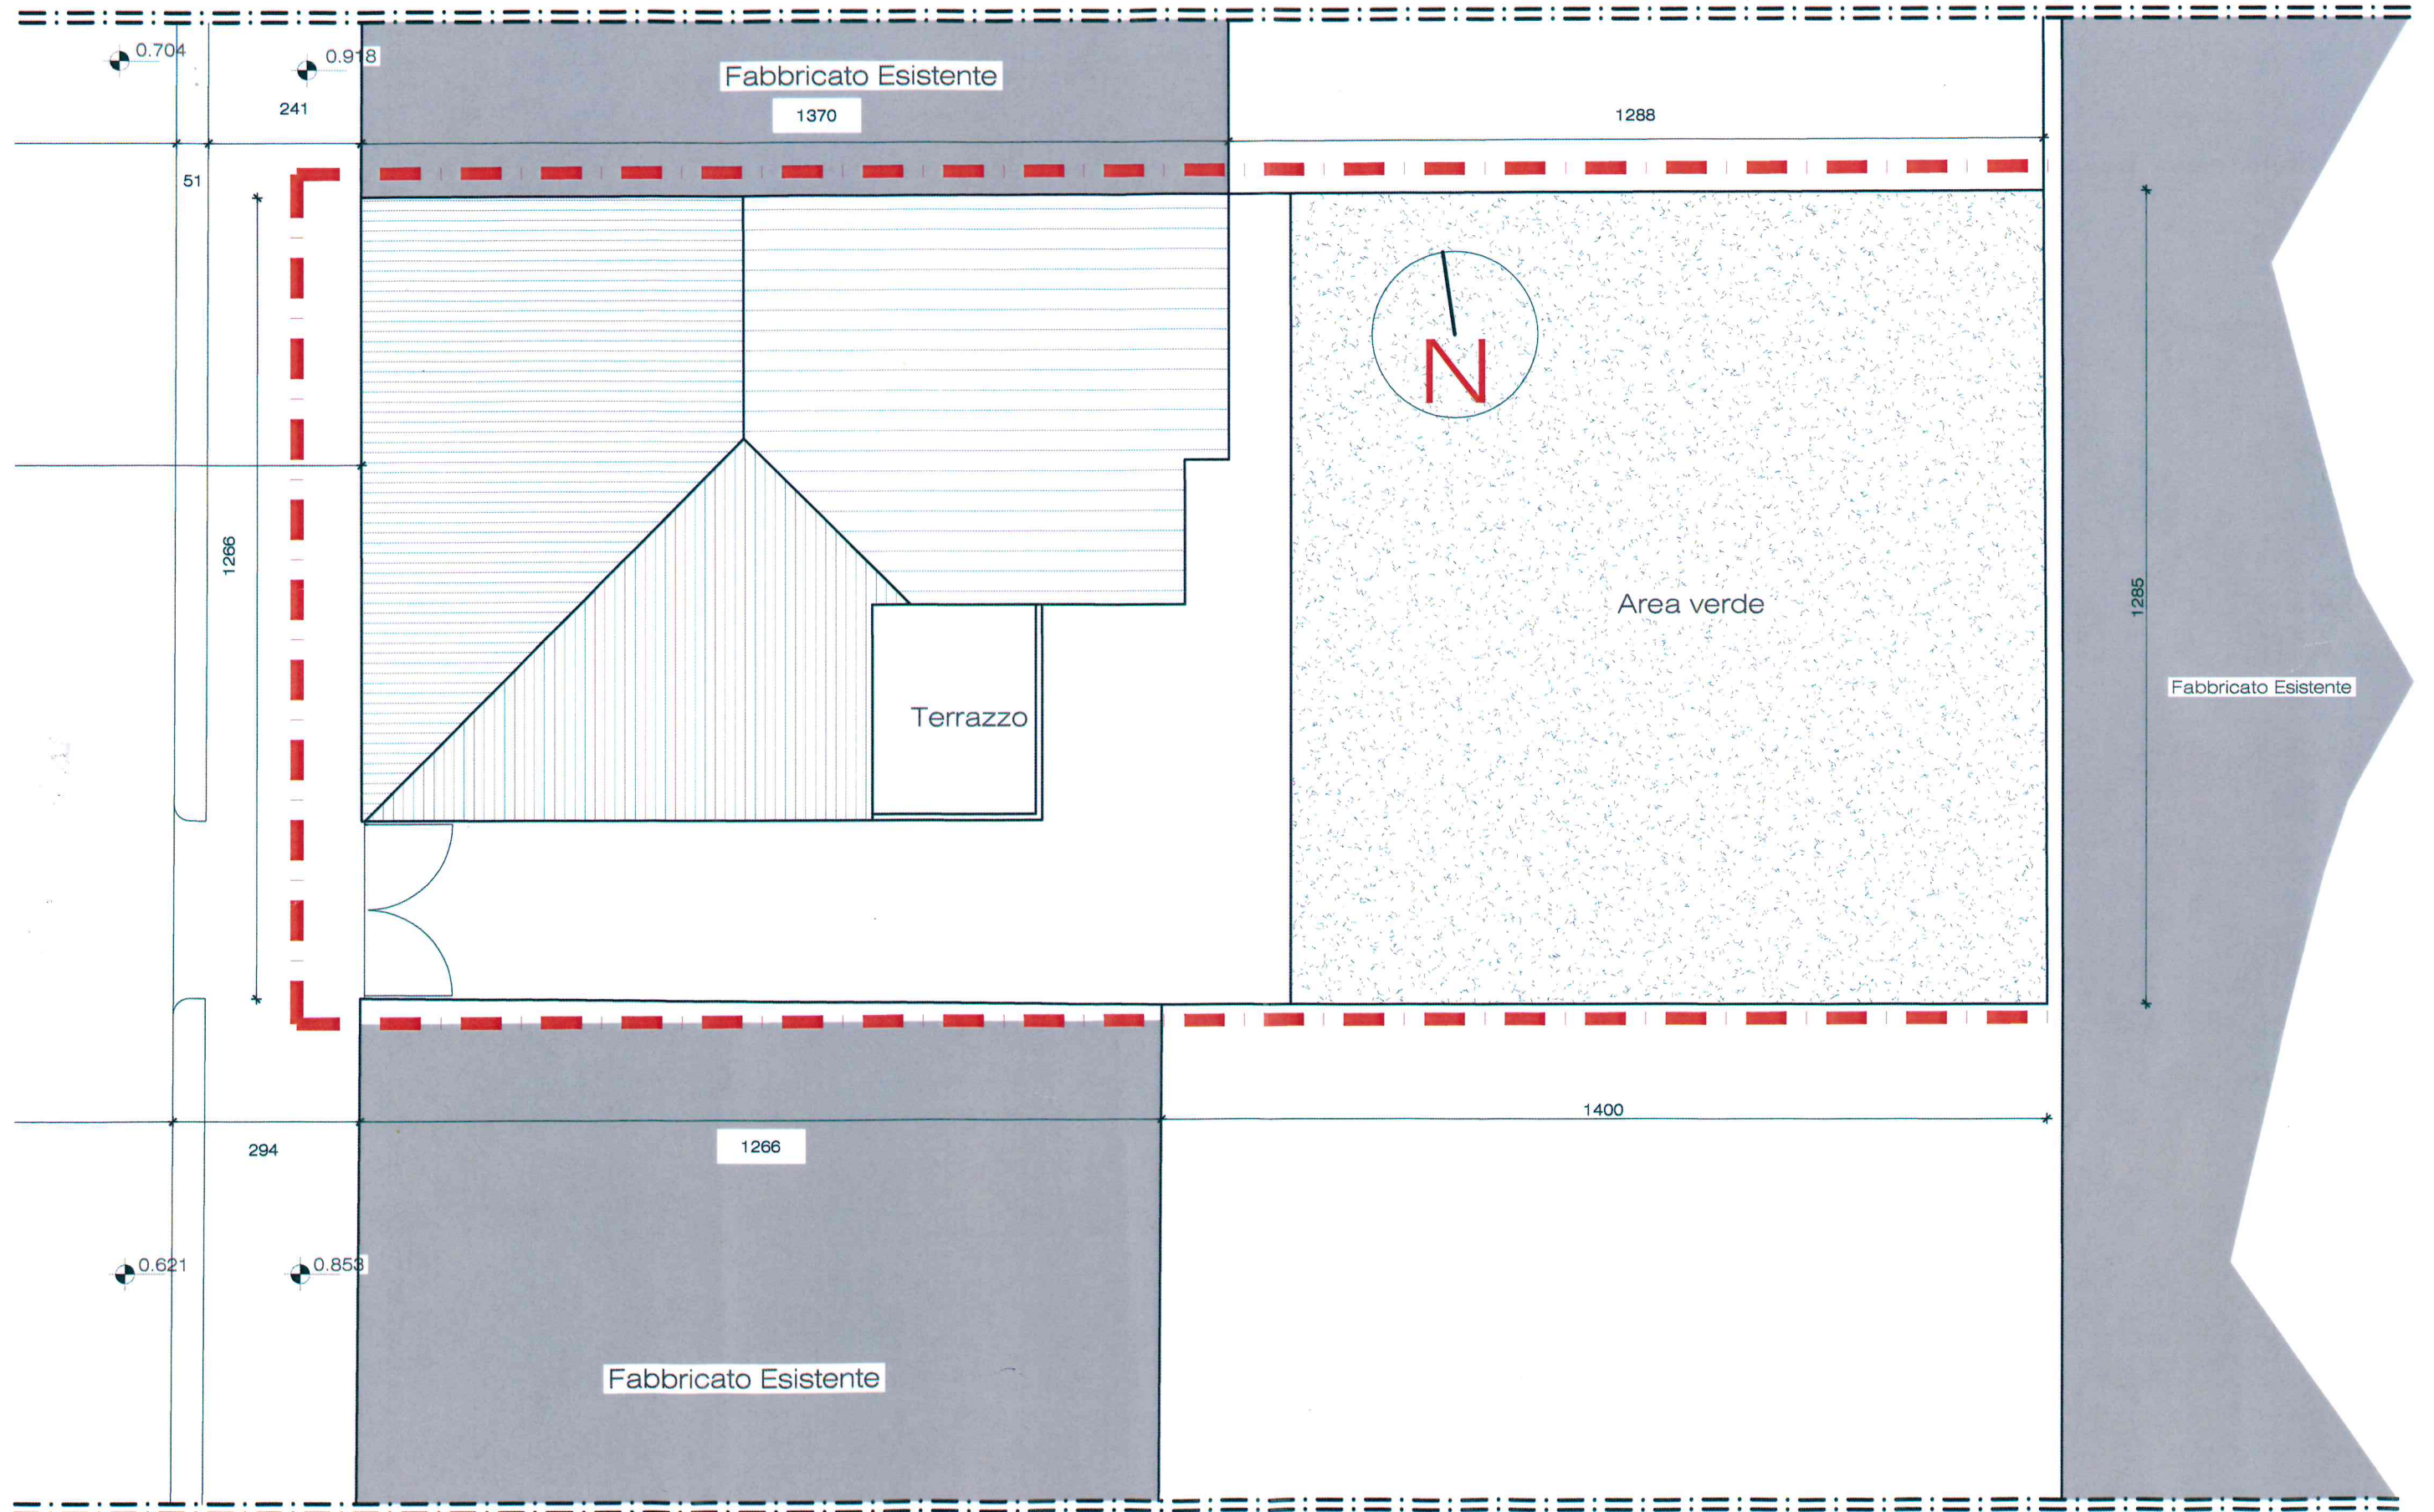 0.704
0.918
Fabbricato Esistente
241
1370
1288
51
N
1266
Area verde
1285
Fabbricato Esistente
Terrazzo
1400
294
1266
0.621
0.853
Fabbricato Esistente